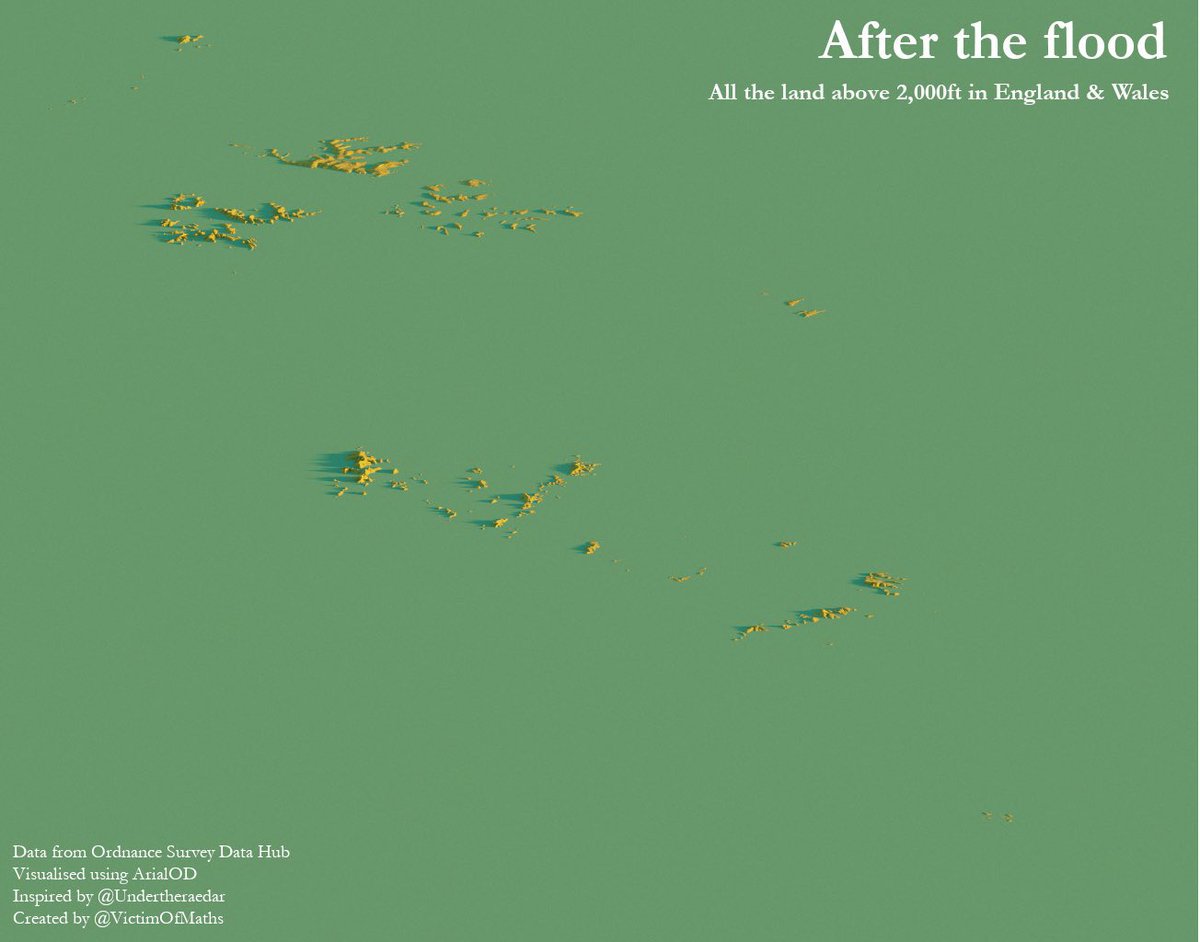 After the flood
All the land above 2,000ft in England & Wales
Data from Ordnance Survey Data Hub
Visualised using ArialOD
Inspired by @Undertheraedar
Created by @VictimOfMaths